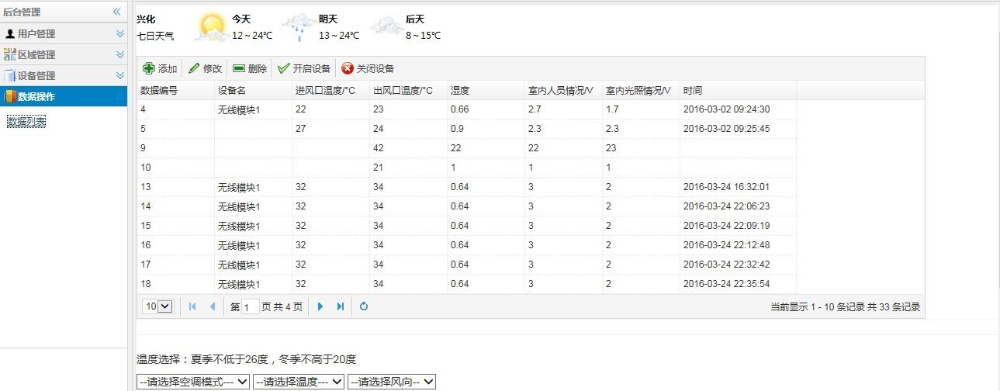 后台管理
用户管理
区域管理
设备管理
数据操作
数据列表
兴化 今天 明天 后天
七日天气 12～24℃ 13～24℃ 8～15℃
添加 修改 删除 开启设备 关闭设备
数据编号 设备名 进风口温度/°C 出风口温度/°C 湿度 室内人员情况/V 室内光照情况/V 时间
4 无线模块1 22 23 0.66 2.7 1.7 2016-03-02 09:24:30
5 27 24 0.9 2.3 2.3 2016-03-02 09:25:45
9 42 22 22 23
10 21 1 1 1
13 无线模块1 32 34 0.64 3 2 2016-03-24 16:32:01
14 无线模块1 32 34 0.64 3 2 2016-03-24 22:06:23
15 无线模块1 32 34 0.64 3 2 2016-03-24 22:09:19
16 无线模块1 32 34 0.64 3 2 2016-03-24 22:12:48
17 无线模块1 32 34 0.64 3 2 2016-03-24 22:32:42
18 无线模块1 32 34 0.64 3 2 2016-03-24 22:35:54
10 第 1 页 共 4 页 当前显示 1 - 10 条记录 共 33 条记录
温度选择：夏季不低于26度，冬季不高于20度
--请选择空调模式--- --请选择温度--- --请选择风向--